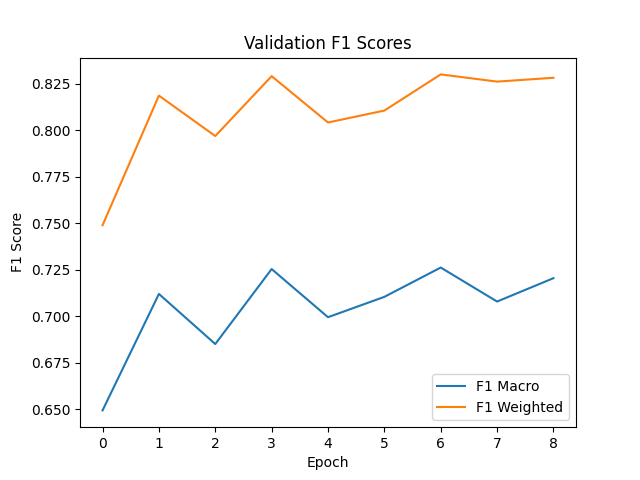 Validation F1 Scores
F1 Score
0.825
0.800
0.775
0.750
0.725
0.700
0.675
0.650
0 1 2 3 4 5 6 7 8
Epoch
F1 Macro
F1 Weighted